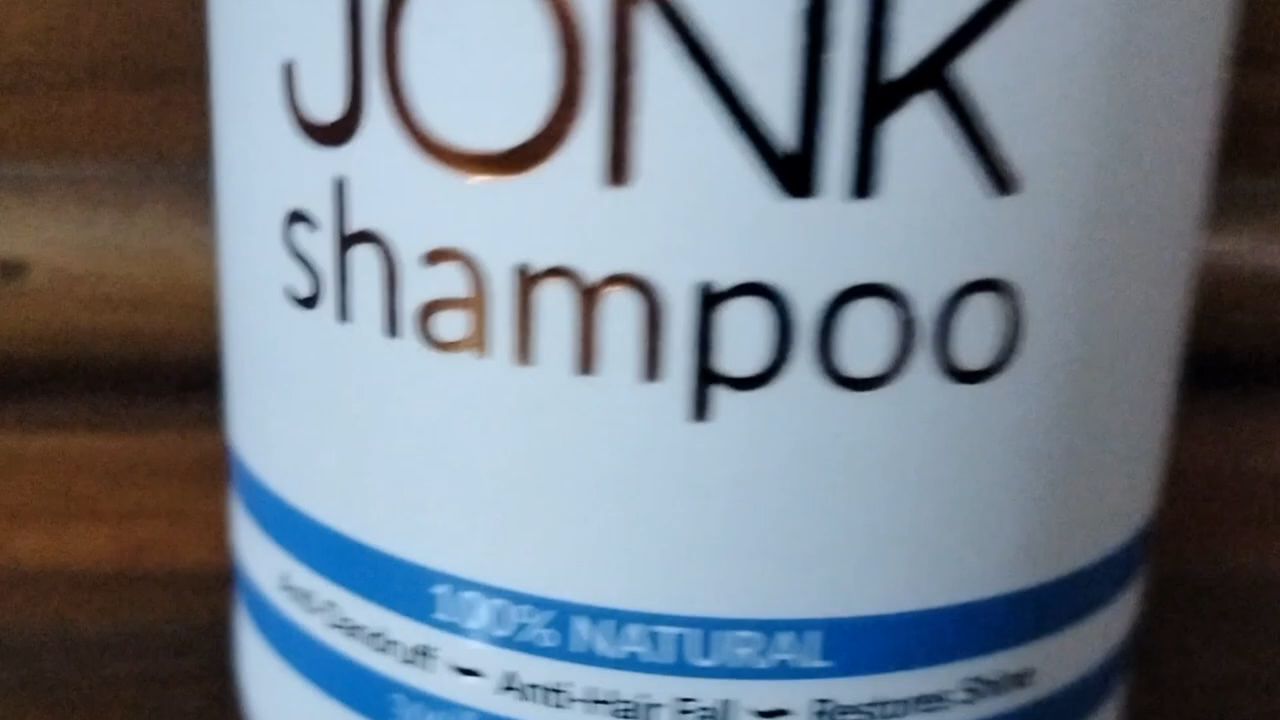 JONK
shampoo
100% NATURAL
Anti-Dandruff ~ Anti-Hair Fall ~ Restores Shine